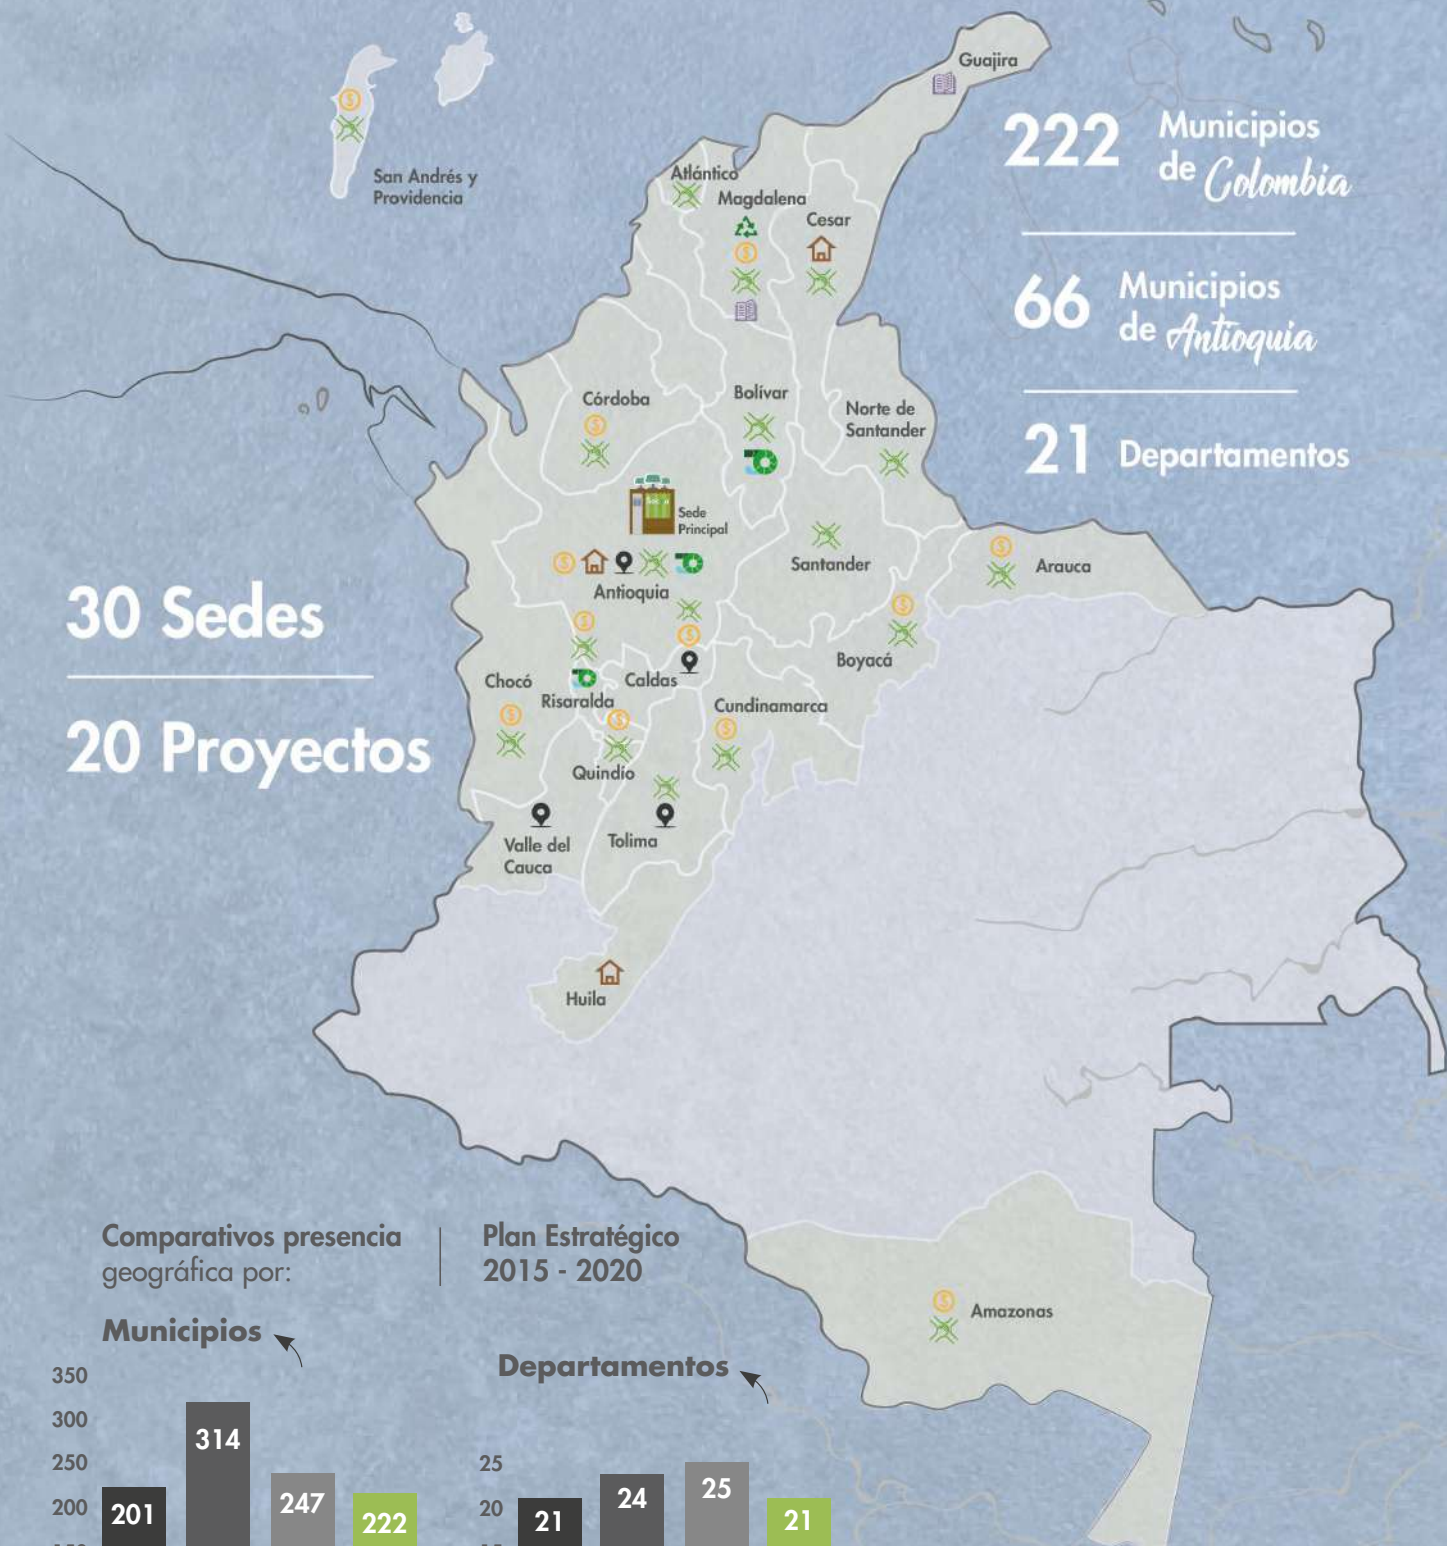 Guajira
222 Municipios
de Colombia
San Andrés y
Providencia
Atlántico
Magdalena
Cesar
66 Municipios
de Antioquia
21 Departamentos
Córdoba
Bolívar
Norte de
Santander
Sede
Principal
Santander
Arauca
Antioquia
30 Sedes
20 Proyectos
Boyacá
Chocó
Caldas
Risaralda
Cundinamarca
Quindío
Valle del
Cauca
Tolima
Huila
Amazonas
Comparativos presencia
geográfica por:
Plan Estratégico
2015 - 2020
Municipios
350
300
250
200
201
314
247
222
Departamentos
25
20
21
24
25
21